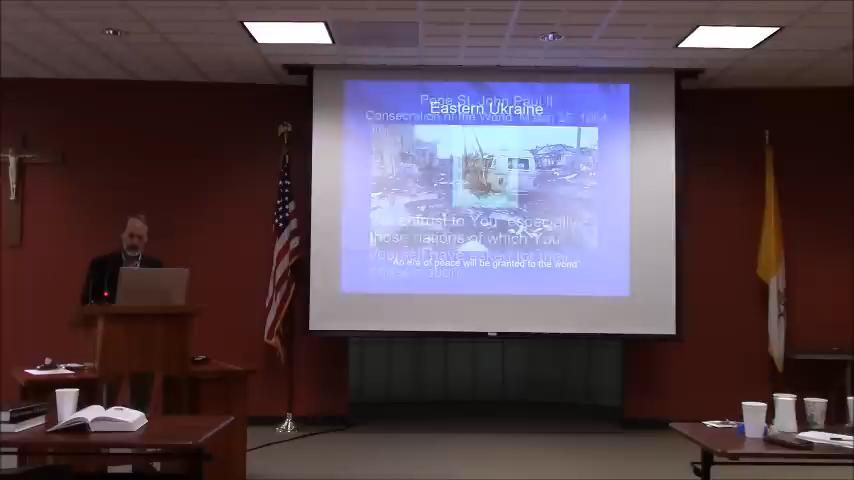 Pope St. John Paul II
Eastern Ukraine
Consecration of the World, March 25, 1984
entrust to You especially
those nations of which You
yourself have asked for their
"An era of peace will be granted to the world"
consecration